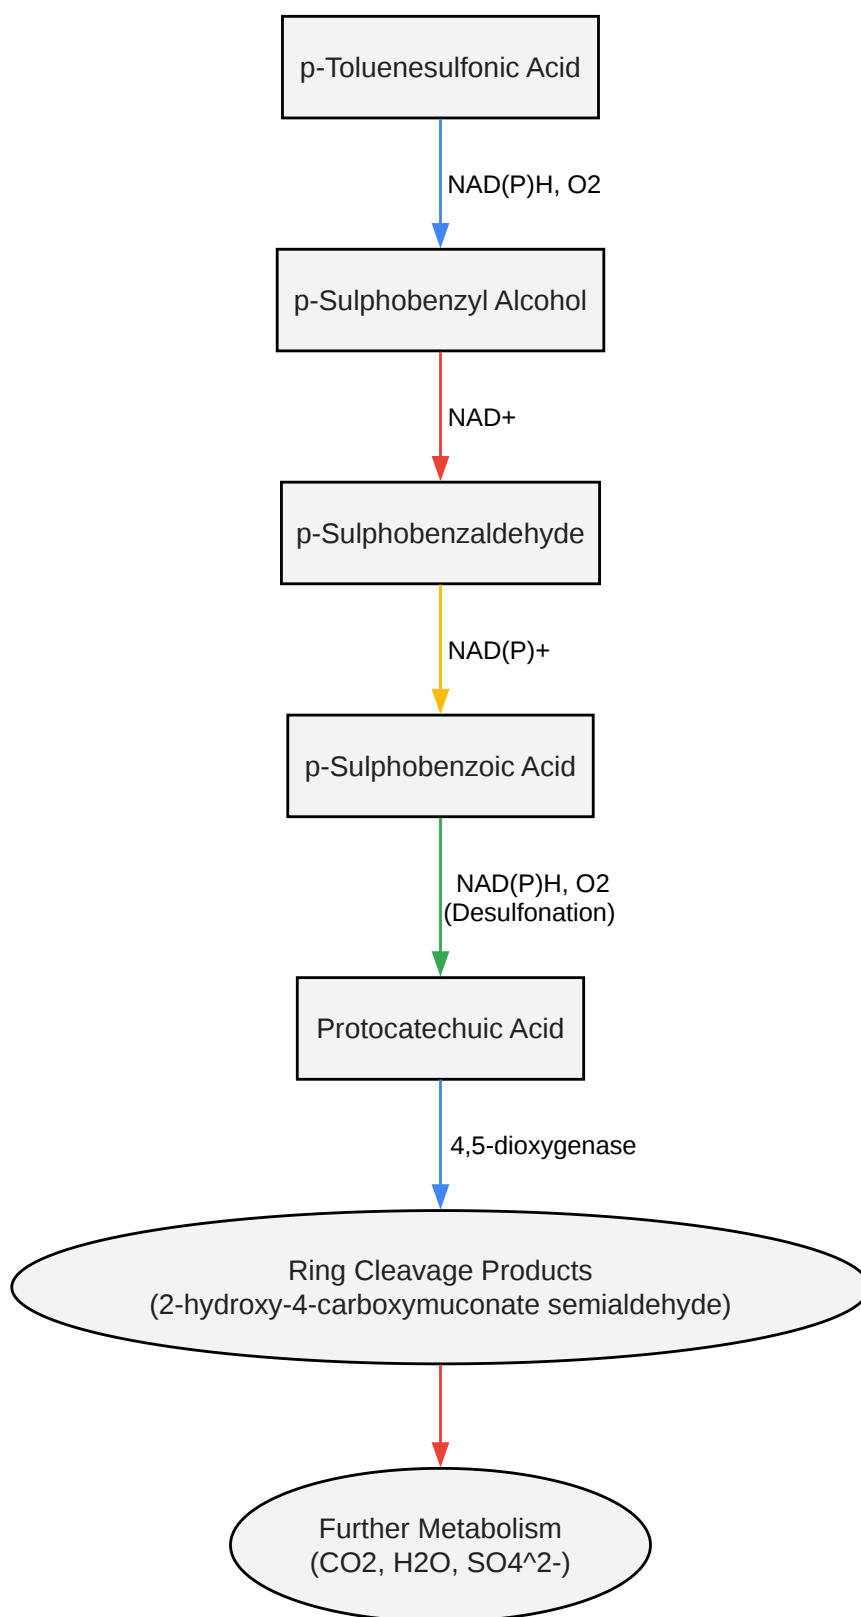 p-Toluenesulfonic Acid
NAD(P)H, O2
p-Sulphobenzyl Alcohol
NAD+
p-Sulphobenzaldehyde
NAD(P)+
p-Sulphobenzoic Acid
NAD(P)H, O2
(Desulfonation)
Protocatechuic Acid
4,5-dioxygenase
Ring Cleavage Products
(2-hydroxy-4-carboxymuconate semialdehyde)
Further Metabolism
(CO2, H2O, SO4^2-)